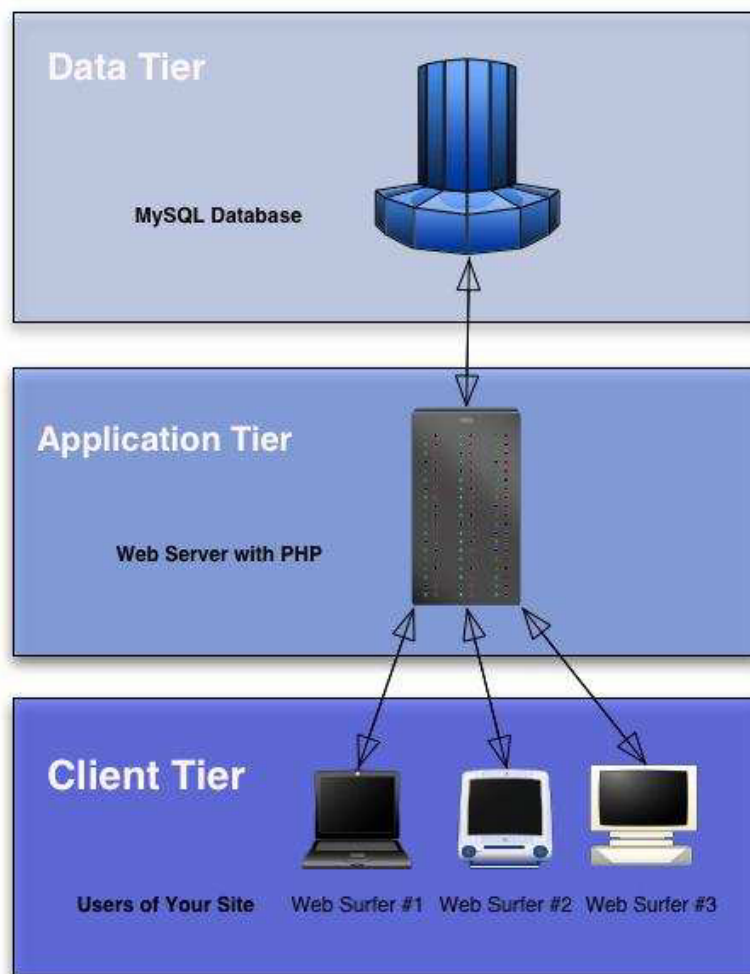 Data Tier
MySQL Database
Application Tier
Web Server with PHP
Client Tier
Users of Your Site
Web Surfer #1
Web Surfer #2
Web Surfer #3